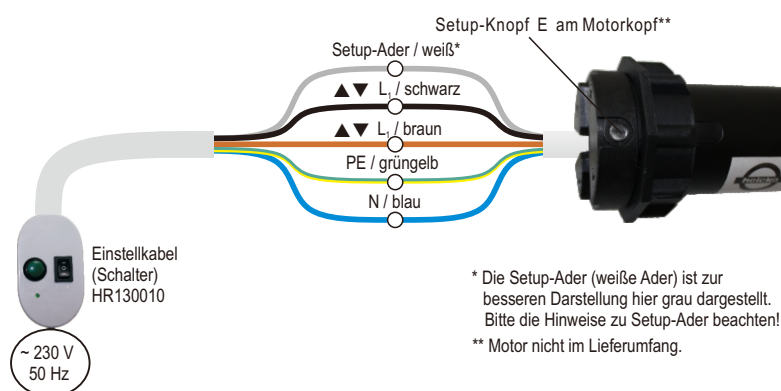 Setup-Knopf E am Motorkopf**
Setup-Ader / weiß*
▲▼ L1 / schwarz
▲▼ L1 / braun
PE / grüngelb
N / blau
Einstellkabel
(Schalter)
HR130010
~ 230 V
50 Hz
* Die Setup-Ader (weiße Ader) ist zur
besseren Darstellung hier grau dargestellt.
Bitte die Hinweise zu Setup-Ader beachten!
** Motor nicht im Lieferumfang.